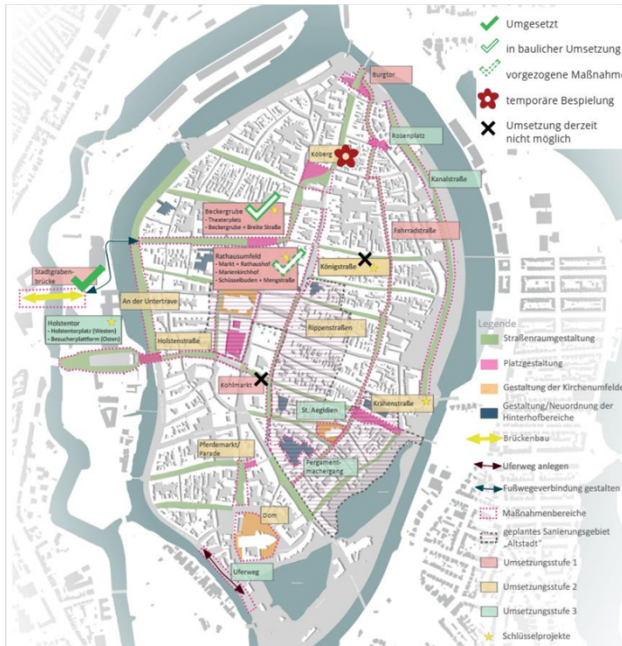 Umgesetzt
in baulicher Umsetzung
vorgezogene Maßnahme
temporäre Bespielung
Umsetzung derzeit
nicht möglich
Burgtor
Rosenplatz
Koberg
Kanalstraße
Beckergrube
- Theaterplatz
- Beckergrube + Breite Straße
Fahrradstraße
Rathausumfeld
- Markt + Rathaushof
- Marienkirchhof
- Schüsselbuden + Mengstraße
Königstraße
Stadtgraben-
brücke
An der Untertrave
Holstentor
- Holstentorplatz (Westen)
- Besucherplattform (Osten)
Holstenstraße
Rippenstraßen
Kohlmarkt
St. Aegidien
Krähenstraße
Pferdemarkt/
Parade
Pergament-
machergang
Dom
Uferweg
Legende
Straßenraumgestaltung
Platzgestaltung
Gestaltung der Kirchenumfelde
Gestaltung/Neuordnung der
Hinterhofbereiche
Brückenbau
Uferweg anlegen
Fußwegeverbindung gestalten
Maßnahmenbereiche
geplantes Sanierungsgebiet
„Altstadt"
Umsetzungsstufe 1
Umsetzungsstufe 2
Umsetzungsstufe 3
Schlüsselprojekte